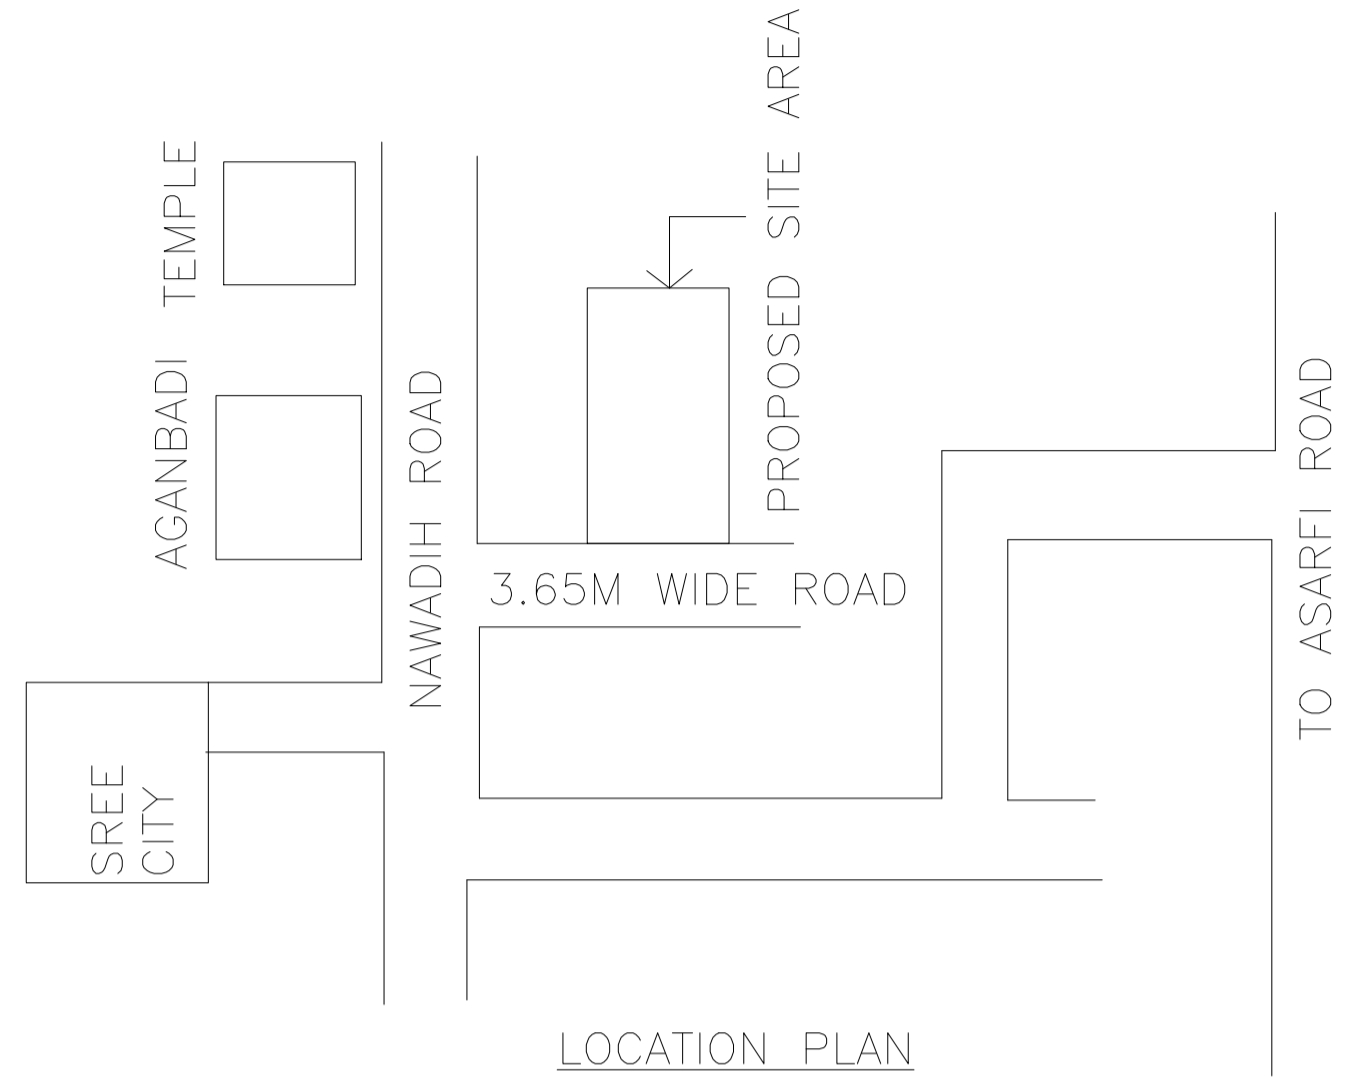 TEMPLE
AGANBADI
NAWADIH ROAD
PROPOSED SITE AREA
3.65M WIDE ROAD
TO ASARFI ROAD
SREE
CITY
LOCATION PLAN